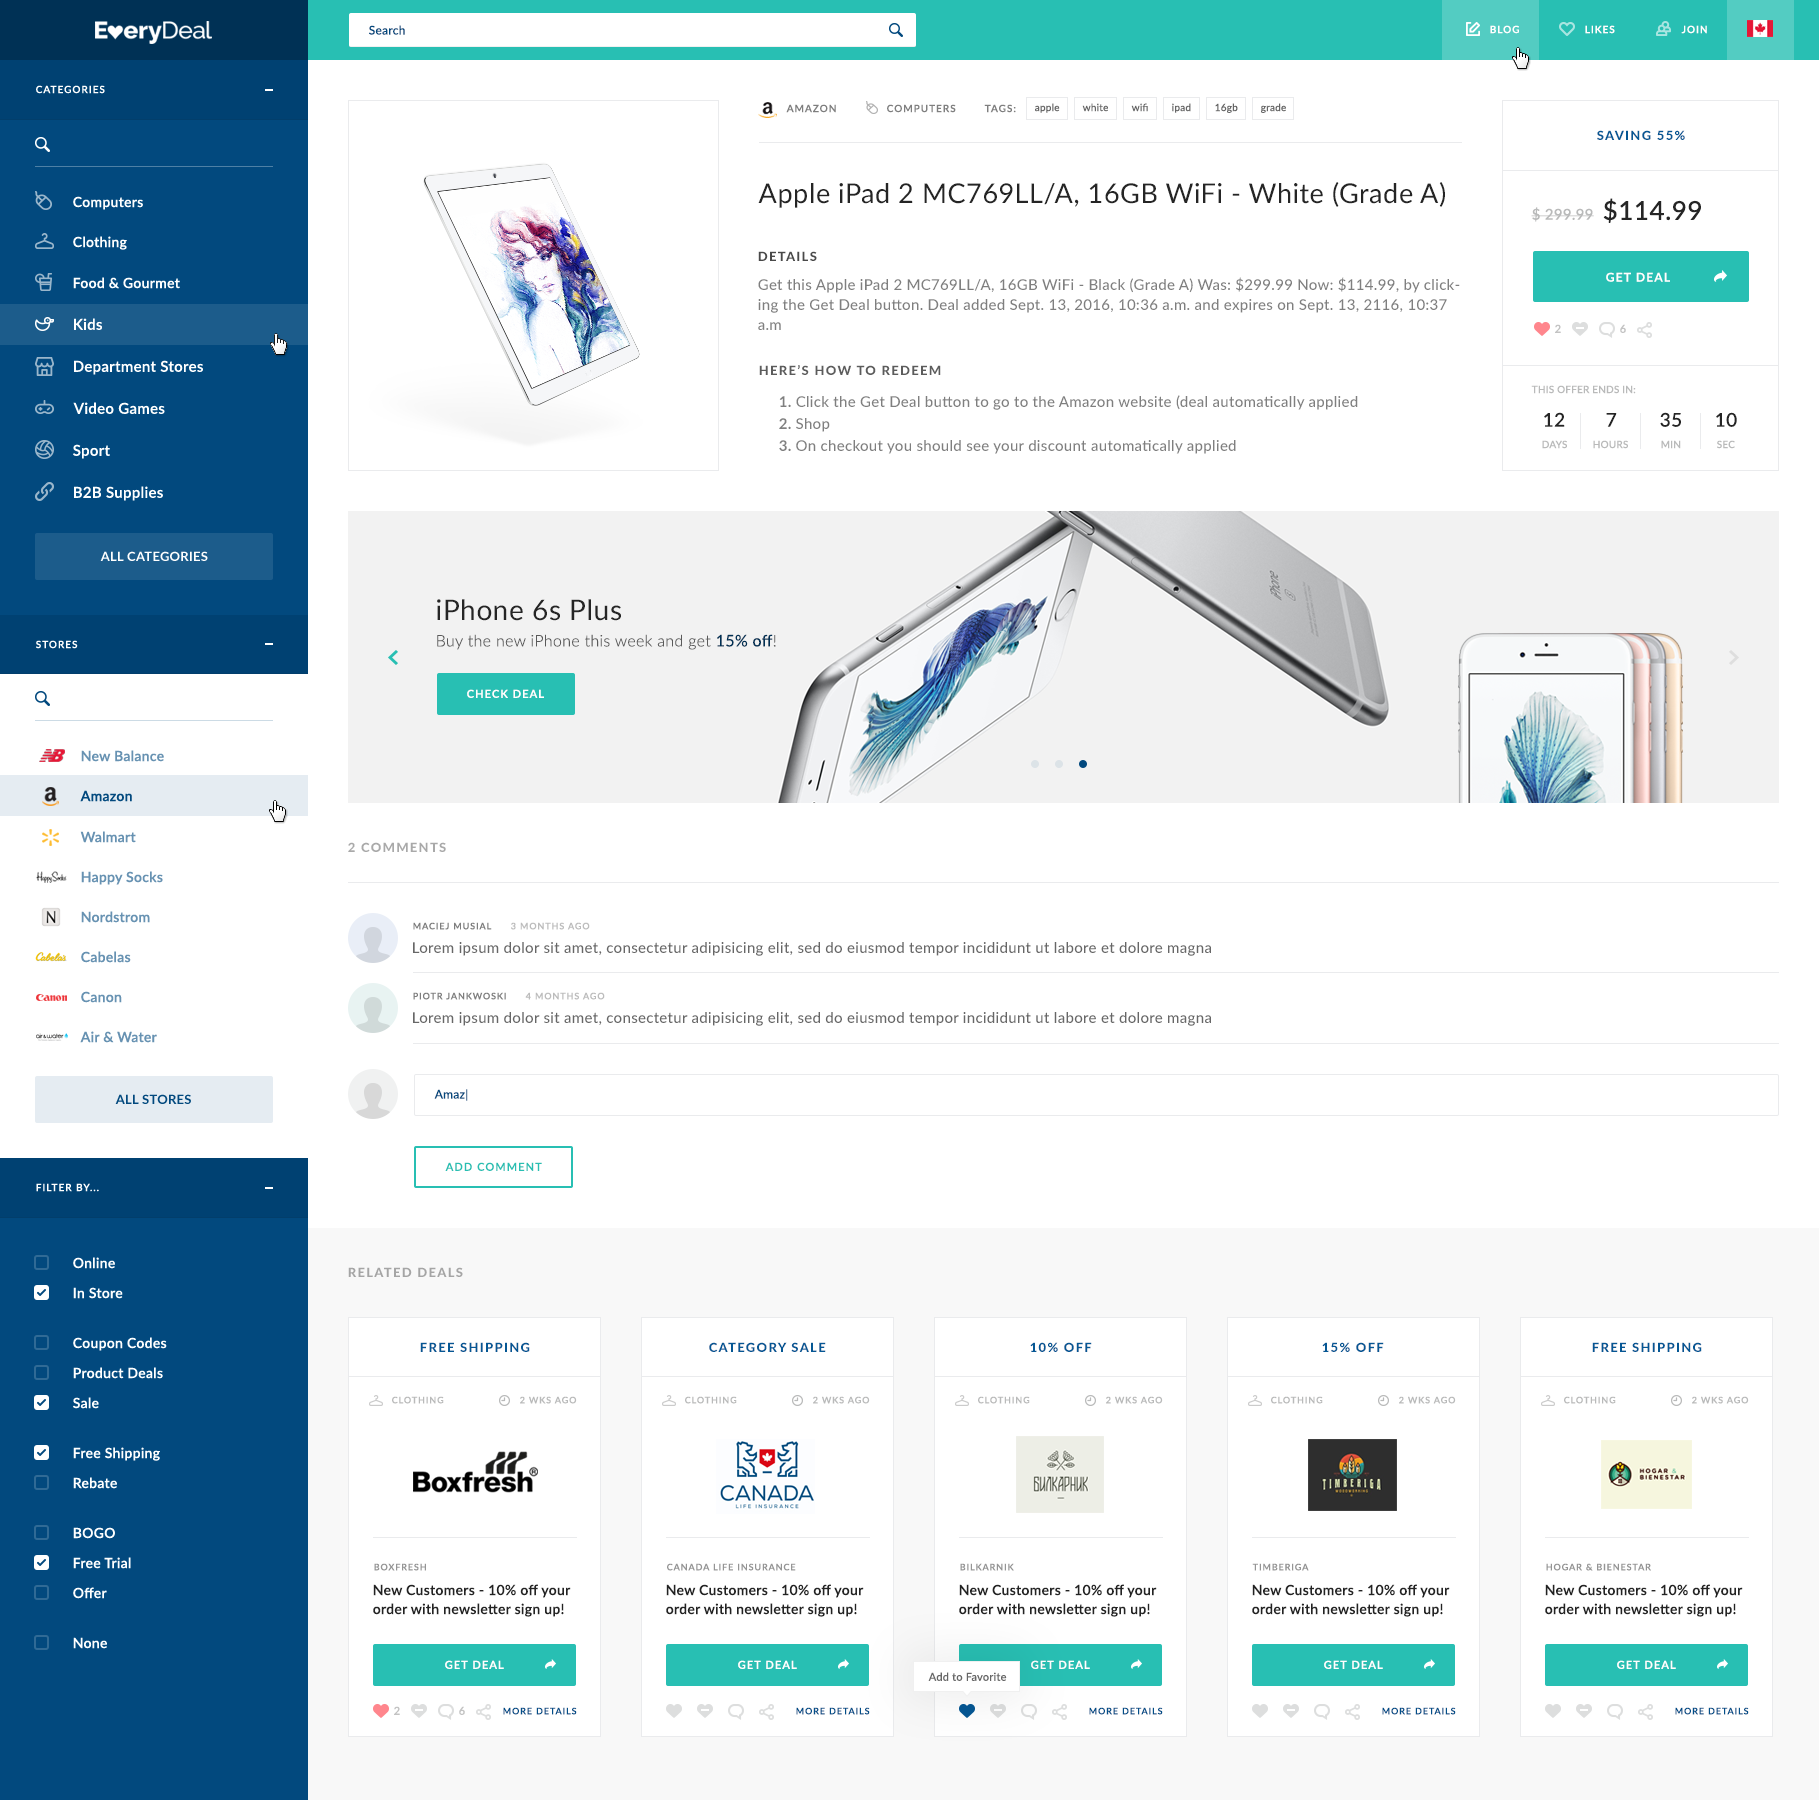 EveryDeal
Search
BLOG
LIKES
JOIN
CATEGORIES
Computers
Clothing
Food & Gourmet
Kids
Department Stores
Video Games
Sport
B2B Supplies
ALL CATEGORIES
STORES
New Balance
a Amazon
Walmart
Happy Socks Happy Socks
N Nordstrom
Cabela's Cabelas
Canon Canon
air&water Air & Water
ALL STORES
FILTER BY...
Online
In Store
Coupon Codes
Product Deals
Sale
Free Shipping
Rebate
BOGO
Free Trial
Offer
None
a AMAZON COMPUTERS TAGS: apple white wifi ipad 16gb grade
Apple iPad 2 MC769LL/A, 16GB WiFi - White (Grade A)
DETAILS
Get this Apple iPad 2 MC769LL/A, 16GB WiFi - Black (Grade A) Was: $299.99 Now: $114.99, by click-
ing the Get Deal button. Deal added Sept. 13, 2016, 10:36 a.m. and expires on Sept. 13, 2116, 10:37
a.m
HERE'S HOW TO REDEEM
1. Click the Get Deal button to go to the Amazon website (deal automatically applied
2. Shop
3. On checkout you should see your discount automatically applied
SAVING 55%
$ 299.99 $114.99
GET DEAL
2 6
THIS OFFER ENDS IN:
12 7 35 10
DAYS HOURS MIN SEC
iPhone 6s Plus
Buy the new iPhone this week and get 15% off!
CHECK DEAL
iPhone
S
2 COMMENTS
MACIEJ MUSIAL 3 MONTHS AGO
Lorem ipsum dolor sit amet, consectetur adipisicing elit, sed do eiusmod tempor incididunt ut labore et dolore magna
PIOTR JANKWOSKI 4 MONTHS AGO
Lorem ipsum dolor sit amet, consectetur adipisicing elit, sed do eiusmod tempor incididunt ut labore et dolore magna
Amaz|
ADD COMMENT
RELATED DEALS
FREE SHIPPING
CLOTHING 2 WKS AGO
Boxfresh®
BOXFRESH
New Customers - 10% off your
order with newsletter sign up!
GET DEAL
2 6 MORE DETAILS
CATEGORY SALE
CLOTHING 2 WKS AGO
CANADA
LIFE INSURANCE
CANADA LIFE INSURANCE
New Customers - 10% off your
order with newsletter sign up!
GET DEAL
MORE DETAILS
10% OFF
CLOTHING 2 WKS AGO
БИЛКАРНИК
BILKARNIK
New Customers - 10% off your
order with newsletter sign up!
GET DEAL
Add to Favorite
MORE DETAILS
15% OFF
CLOTHING 2 WKS AGO
TIMBERIGA
WOODWORKING
TIMBERIGA
New Customers - 10% off your
order with newsletter sign up!
GET DEAL
MORE DETAILS
FREE SHIPPING
CLOTHING 2 WKS AGO
HOGAR &
BIENESTAR
HOGAR & BIENESTAR
New Customers - 10% off your
order with newsletter sign up!
GET DEAL
MORE DETAILS